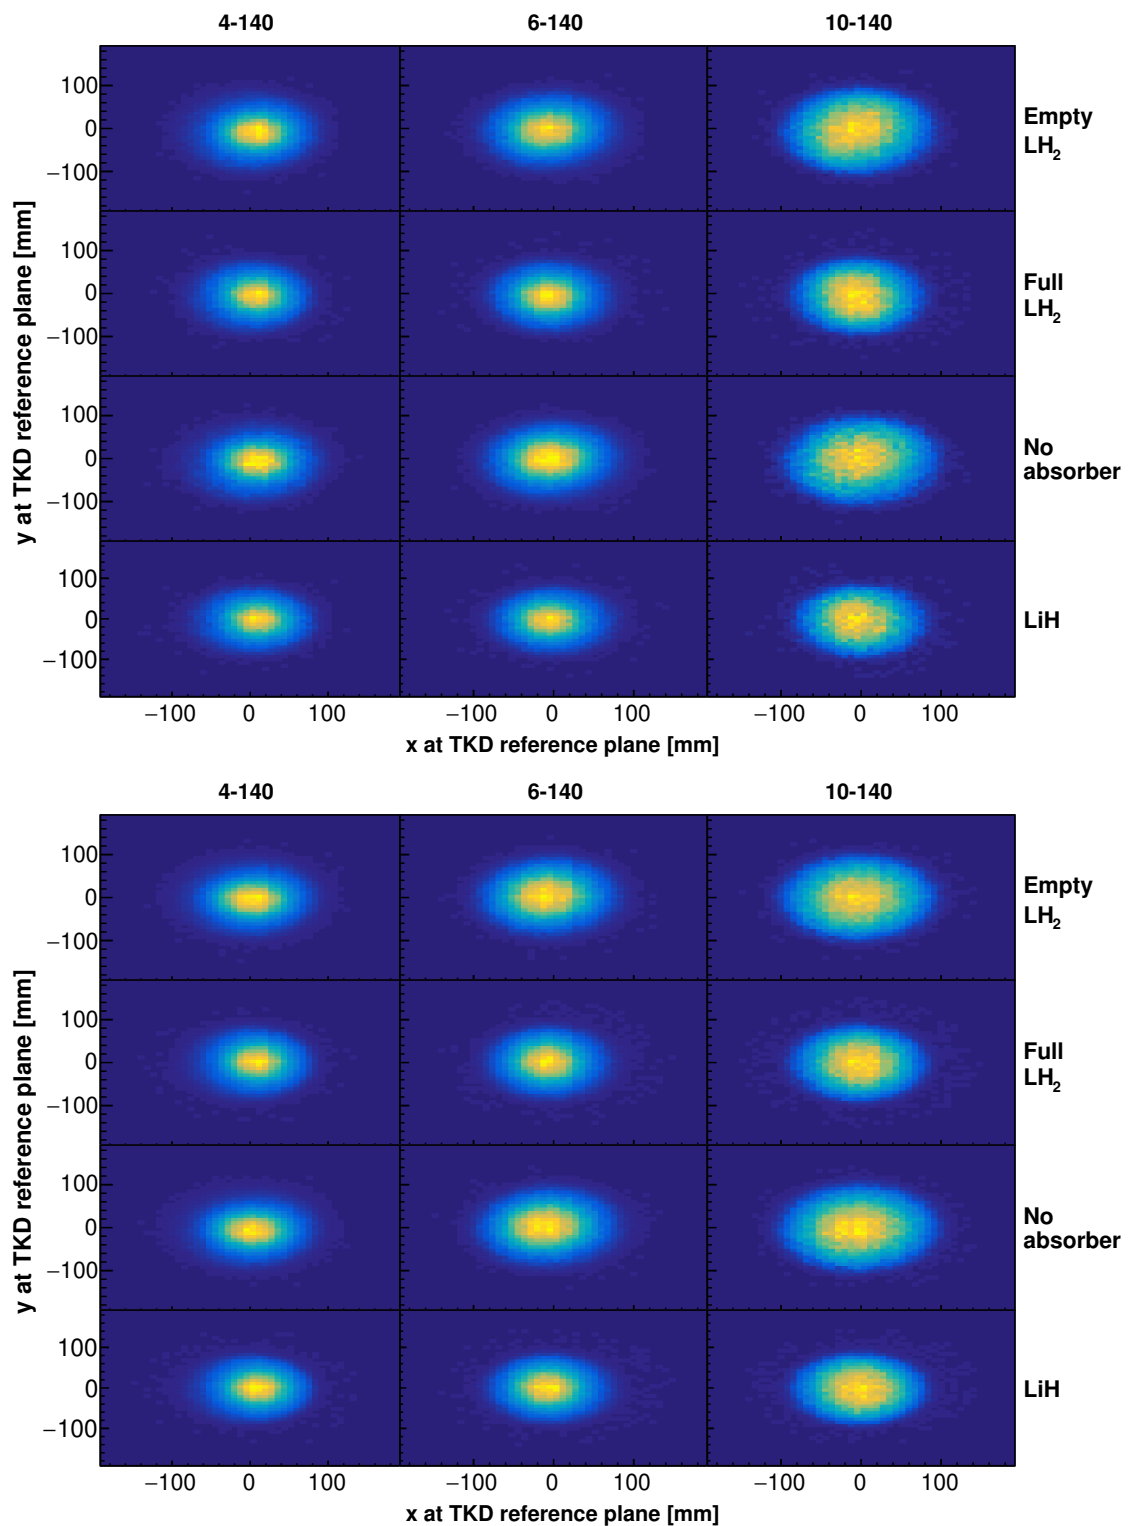 4-140 6-140 10-140
100
0
−100
Empty
LH2
100
0
−100
Full
LH2
100
0
−100
No
absorber
100
0
−100
LiH
y at TKD reference plane [mm]
−100 0 100 −100 0 100 −100 0 100
x at TKD reference plane [mm]
4-140 6-140 10-140
100
0
−100
Empty
LH2
100
0
−100
Full
LH2
100
0
−100
No
absorber
100
0
−100
LiH
y at TKD reference plane [mm]
−100 0 100 −100 0 100 −100 0 100
x at TKD reference plane [mm]